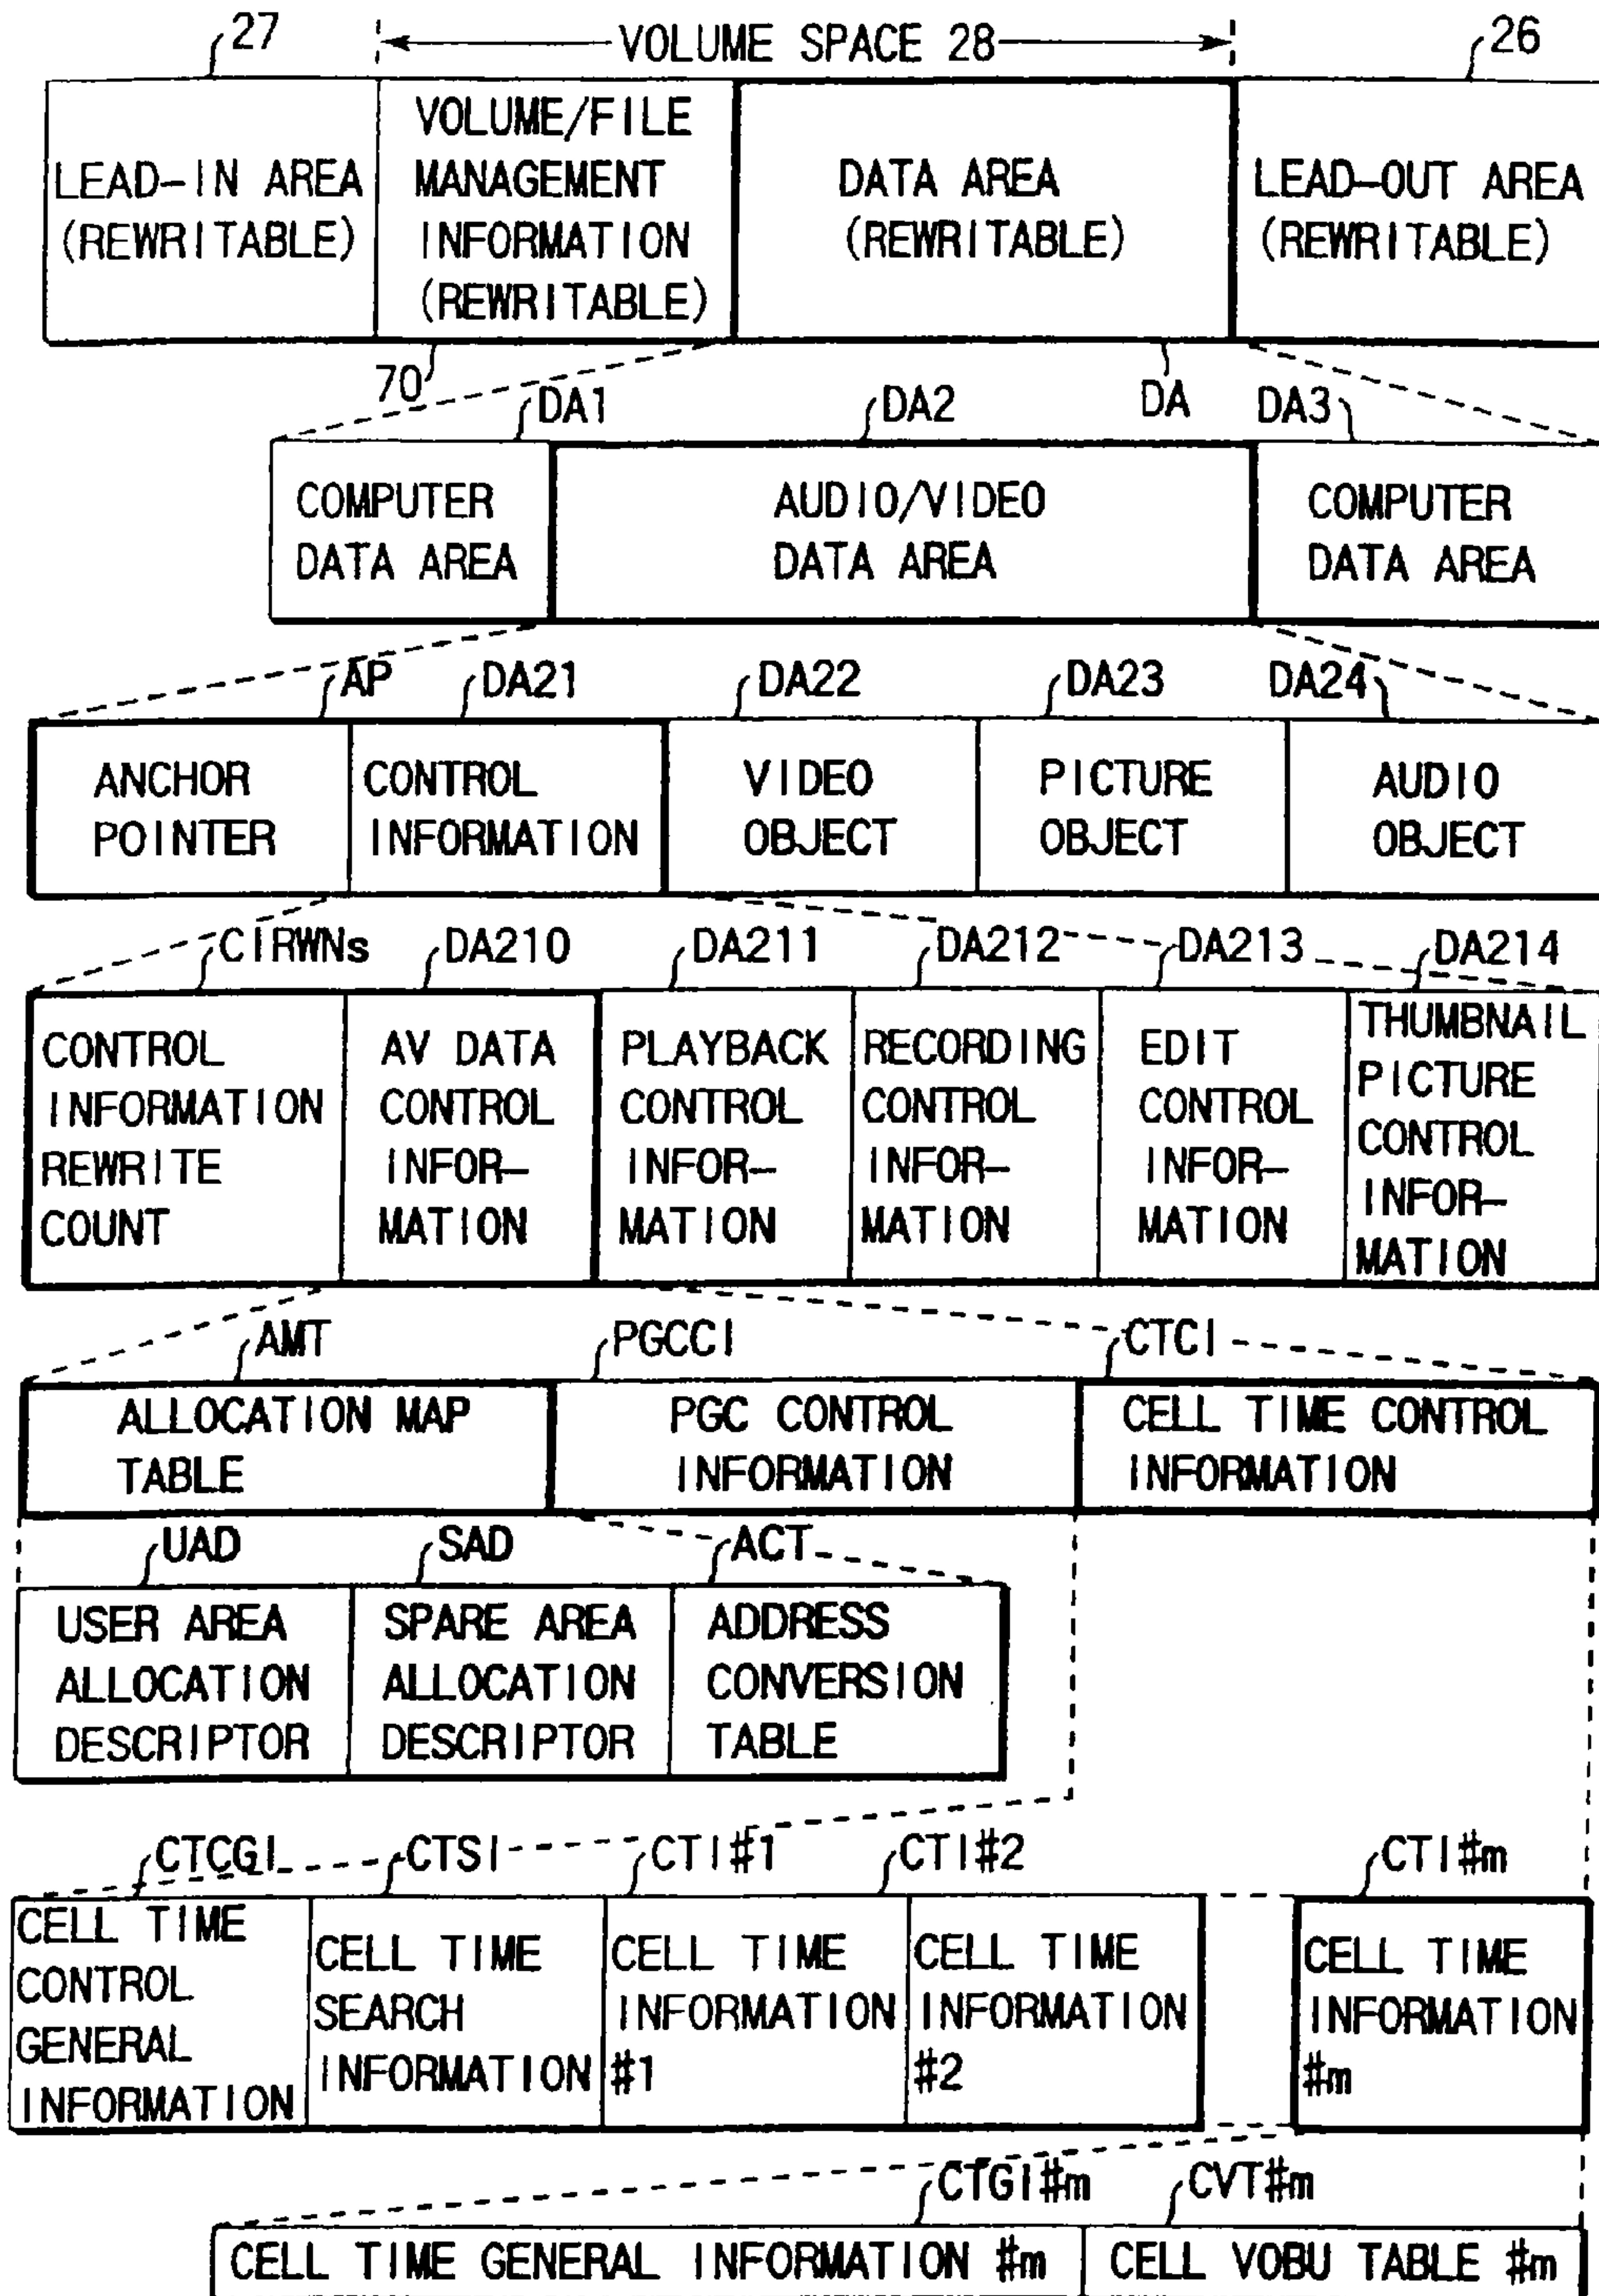 27
VOLUME SPACE 28
26
LEAD-IN AREA
(REWRITABLE)
VOLUME/FILE
MANAGEMENT
INFORMATION
(REWRITABLE)
DATA AREA
(REWRITABLE)
LEAD-OUT AREA
(REWRITABLE)
70
DA1
DA2
DA
DA3
COMPUTER
DATA AREA
AUDIO/VIDEO
DATA AREA
COMPUTER
DATA AREA
AP
DA21
DA22
DA23
DA24
ANCHOR
POINTER
CONTROL
INFORMATION
VIDEO
OBJECT
PICTURE
OBJECT
AUDIO
OBJECT
CIRWNs
DA210
DA211
DA212
DA213
DA214
CONTROL
INFORMATION
REWRITE
COUNT
AV DATA
CONTROL
INFOR-
MATION
PLAYBACK
CONTROL
INFOR-
MATION
RECORDING
CONTROL
INFOR-
MATION
EDIT
CONTROL
INFOR-
MATION
THUMBNAIL
PICTURE
CONTROL
INFOR-
MATION
AMT
PGCCI
CTCI
ALLOCATION MAP
TABLE
PGC CONTROL
INFORMATION
CELL TIME CONTROL
INFORMATION
UAD
SAD
ACT
USER AREA
ALLOCATION
DESCRIPTOR
SPARE AREA
ALLOCATION
DESCRIPTOR
ADDRESS
CONVERSION
TABLE
CTCGI
CTSI
CTI#1
CTI#2
CTI#m
CELL TIME
CONTROL
GENERAL
INFORMATION
CELL TIME
SEARCH
INFORMATION
CELL TIME
INFORMATION
#1
CELL TIME
INFORMATION
#2
CELL TIME
INFORMATION
#m
CTGI#m
CVT#m
CELL TIME GENERAL INFORMATION #m
CELL VOBU TABLE #m